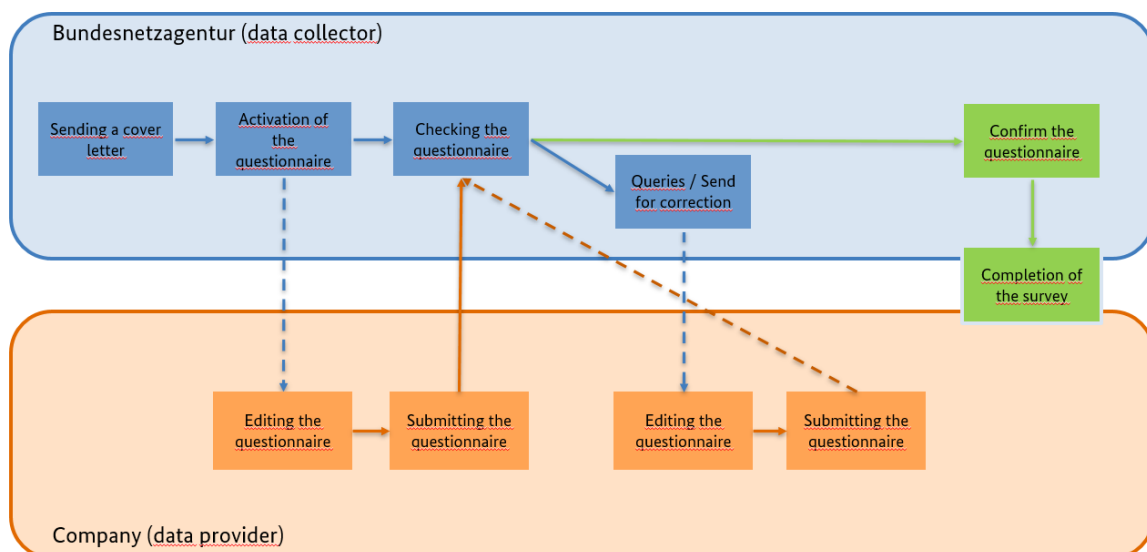 Bundesnetzagentur (data collector)
Sending a cover
letter
Activation of
the
questionnaire
Checking the
questionnaire
Queries / Send
for correction
Confirm the
questionnaire
Completion of
the survey
Editing the
questionnaire
Submitting the
questionnaire
Editing the
questionnaire
Submitting the
questionnaire
Company (data provider)